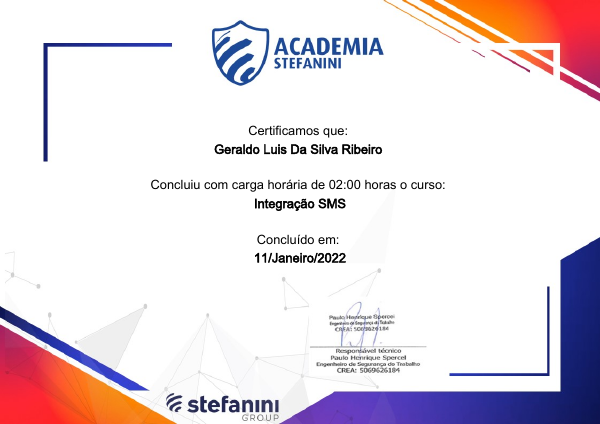 ACADEMIA
STEFANINI
Certificamos que:
Geraldo Luis Da Silva Ribeiro
Concluiu com carga horária de 02:00 horas o curso:
Integração SMS
Concluído em:
11/Janeiro/2022
Paulo Henrique Spercel
Engenheiro de Segurança do Trabalho
CREA: 5069626184
Responsável técnico
Paulo Henrique Spercel
Engenheiro de Segurança do Trabalho
CREA: 5069626184
stefanini
GROUP